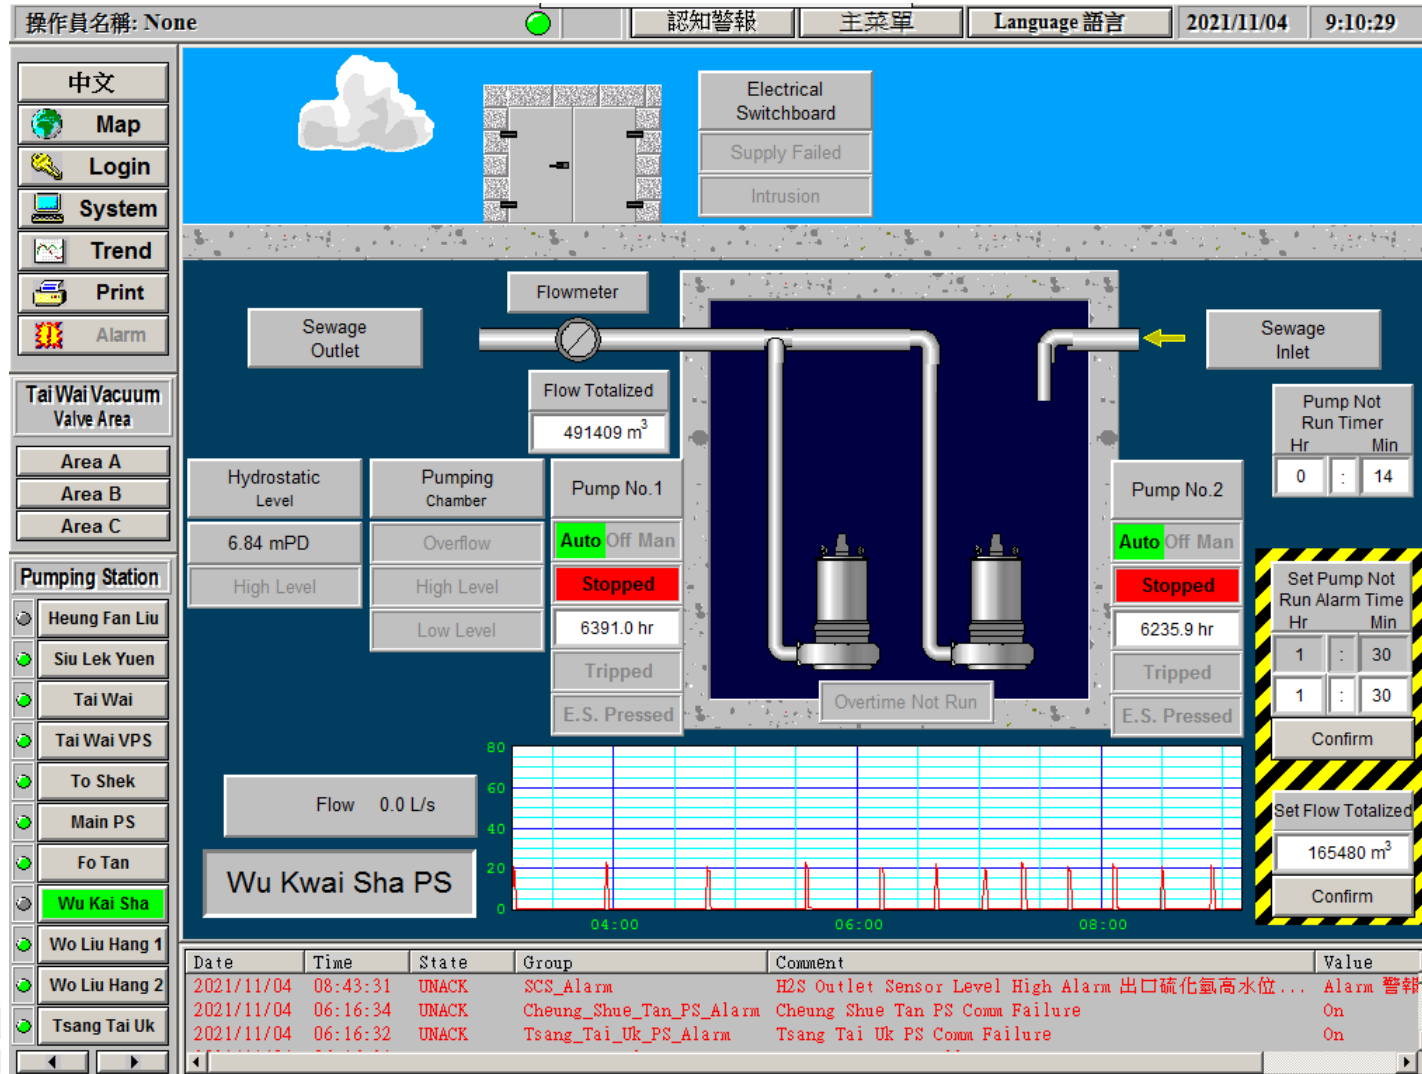 操作員名稱: None
認知警報
主菜單
Language 語言
2021/11/04
9:10:29
中文
Map
Login
System
Trend
Print
Alarm
Tai Wai Vacuum
Valve Area
Area A
Area B
Area C
Pumping Station
Heung Fan Liu
Siu Lek Yuen
Tai Wai
Tai Wai VPS
To Shek
Main PS
Fo Tan
Wu Kai Sha
Wo Liu Hang 1
Wo Liu Hang 2
Tsang Tai Uk
Electrical
Switchboard
Supply Failed
Intrusion
Flowmeter
Sewage
Outlet
Sewage
Inlet
Flow Totalized
491409 m³
Hydrostatic
Level
6.84 mPD
High Level
Pumping
Chamber
Overflow
High Level
Low Level
Pump No.1
Auto Off Man
Stopped
6391.0 hr
Tripped
E.S. Pressed
Overtime Not Run
Pump No.2
Auto Off Man
Stopped
6235.9 hr
Tripped
E.S. Pressed
Pump Not
Run Timer
Hr Min
0 : 14
Set Pump Not
Run Alarm Time
Hr Min
1 : 30
1 : 30
Confirm
Set Flow Totalized
165480 m³
Confirm
Flow 0.0 L/s
Wu Kwai Sha PS
80
60
40
20
0
04:00 06:00 08:00
Date Time State Group Comment Value
2021/11/04 08:43:31 UNACK SCS_Alarm H2S Outlet Sensor Level High Alarm 出口硫化氫高水位... Alarm 警報
2021/11/04 06:16:34 UNACK Cheung_Shue_Tan_PS_Alarm Cheung Shue Tan PS Comm Failure On
2021/11/04 06:16:32 UNACK Tsang_Tai_Uk_PS_Alarm Tsang Tai Uk PS Comm Failure On